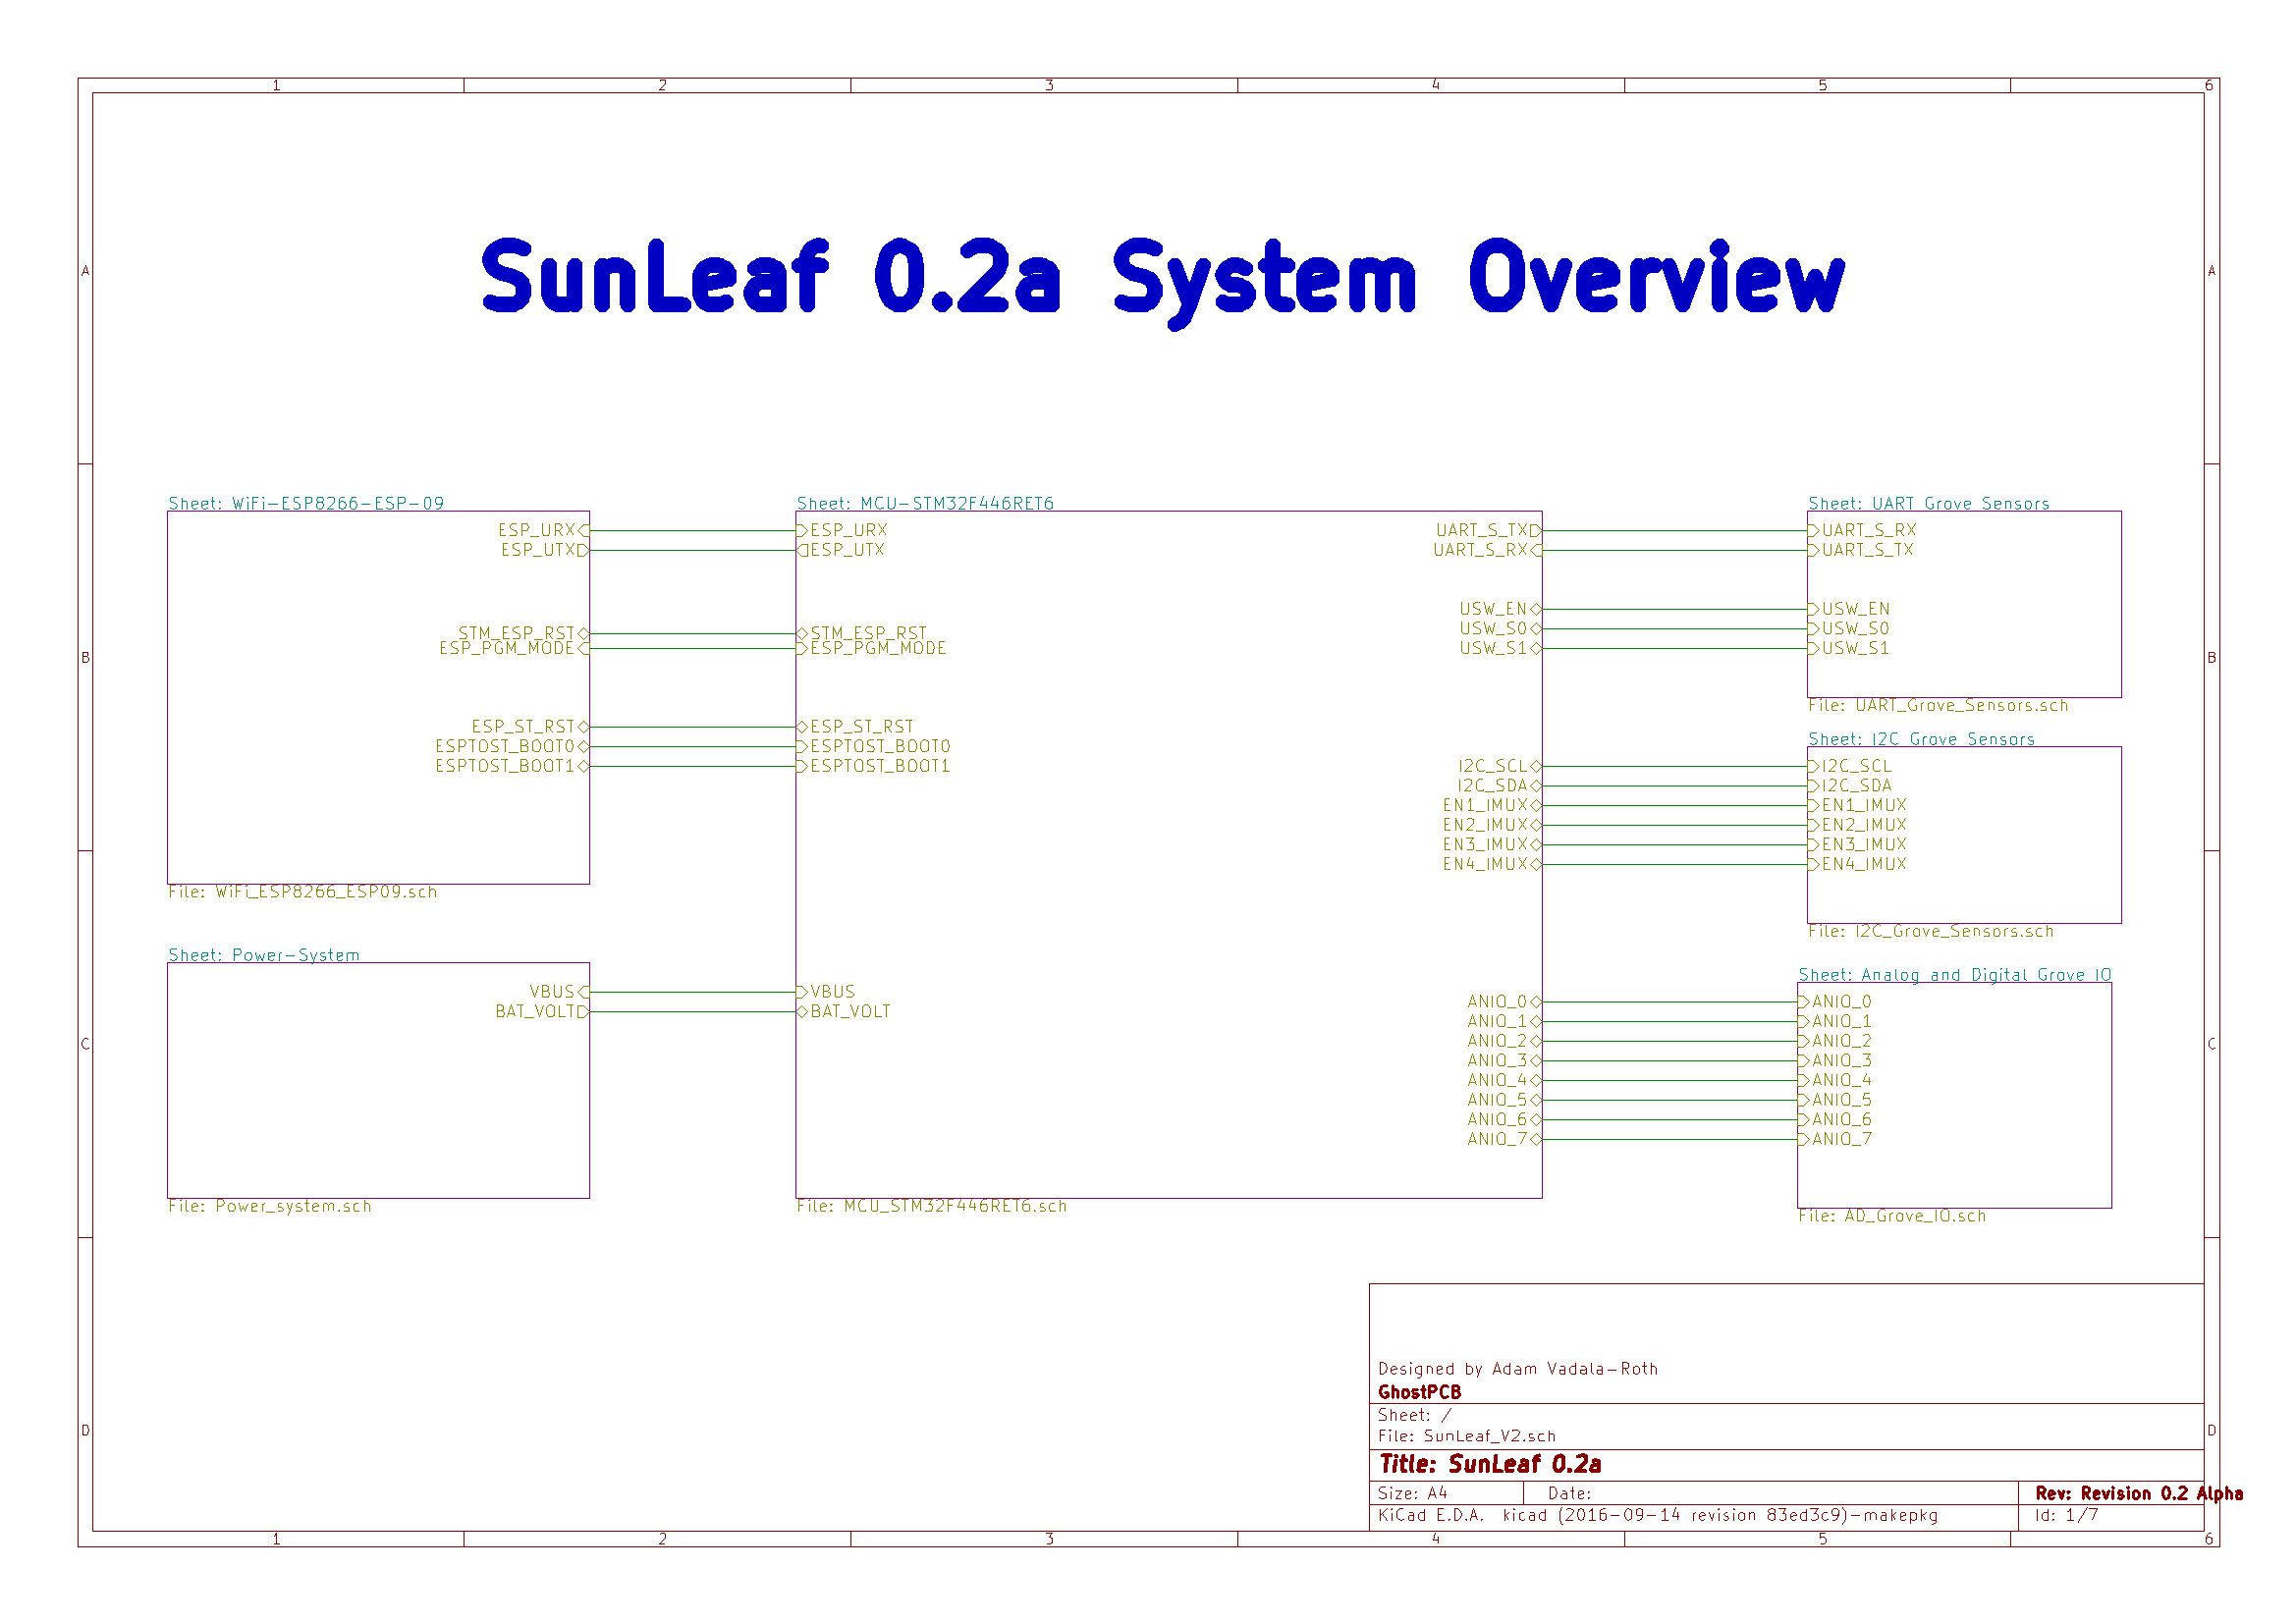 1 2 3 4 5 6
A A
SunLeaf 0.2a System Overview
B B
Sheet: WiFi-ESP8266-ESP-09
ESP_URX
ESP_UTX
STM_ESP_RST
ESP_PGM_MODE
ESP_ST_RST
ESPTOST_BOOT0
ESPTOST_BOOT1
File: WiFi_ESP8266_ESP09.sch
Sheet: Power-System
VBUS
BAT_VOLT
File: Power_system.sch
Sheet: MCU-STM32F446RET6
ESP_URX
ESP_UTX
STM_ESP_RST
ESP_PGM_MODE
ESP_ST_RST
ESPTOST_BOOT0
ESPTOST_BOOT1
VBUS
BAT_VOLT
UART_S_TX
UART_S_RX
USW_EN
USW_S0
USW_S1
I2C_SCL
I2C_SDA
EN1_IMUX
EN2_IMUX
EN3_IMUX
EN4_IMUX
ANIO_0
ANIO_1
ANIO_2
ANIO_3
ANIO_4
ANIO_5
ANIO_6
ANIO_7
File: MCU_STM32F446RET6.sch
Sheet: UART Grove Sensors
UART_S_RX
UART_S_TX
USW_EN
USW_S0
USW_S1
File: UART_Grove_Sensors.sch
Sheet: I2C Grove Sensors
I2C_SCL
I2C_SDA
EN1_IMUX
EN2_IMUX
EN3_IMUX
EN4_IMUX
File: I2C_Grove_Sensors.sch
Sheet: Analog and Digital Grove IO
ANIO_0
ANIO_1
ANIO_2
ANIO_3
ANIO_4
ANIO_5
ANIO_6
ANIO_7
File: AD_Grove_IO.sch
C C
D D
Designed by Adam Vadala-Roth
GhostPCB
Sheet: /
File: SunLeaf_V2.sch
Title: SunLeaf 0.2a
Size: A4 Date: Rev: Revision 0.2 Alpha
KiCad E.D.A. kicad (2016-09-14 revision 83ed3c9)-makepkg Id: 1/7
1 2 3 4 5 6